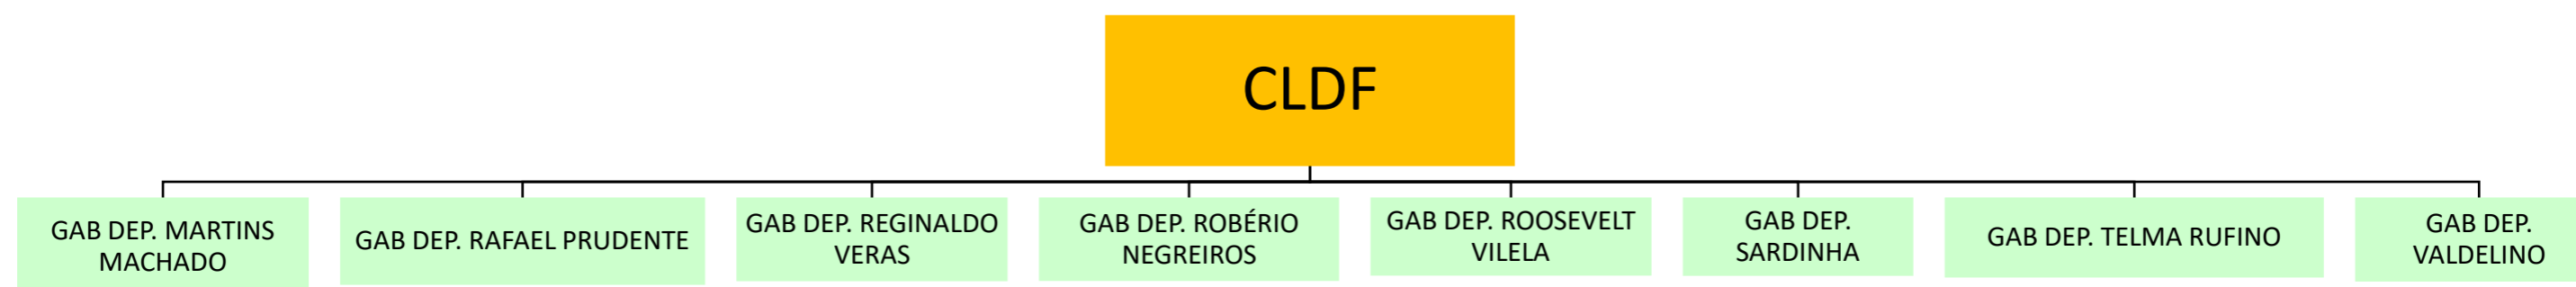 CLDF
GAB DEP. MARTINS
MACHADO
GAB DEP. RAFAEL PRUDENTE
GAB DEP. REGINALDO
VERAS
GAB DEP. ROBÉRIO
NEGREIROS
GAB DEP. ROOSEVELT
VILELA
GAB DEP.
SARDINHA
GAB DEP. TELMA RUFINO
GAB DEP.
VALDELINO